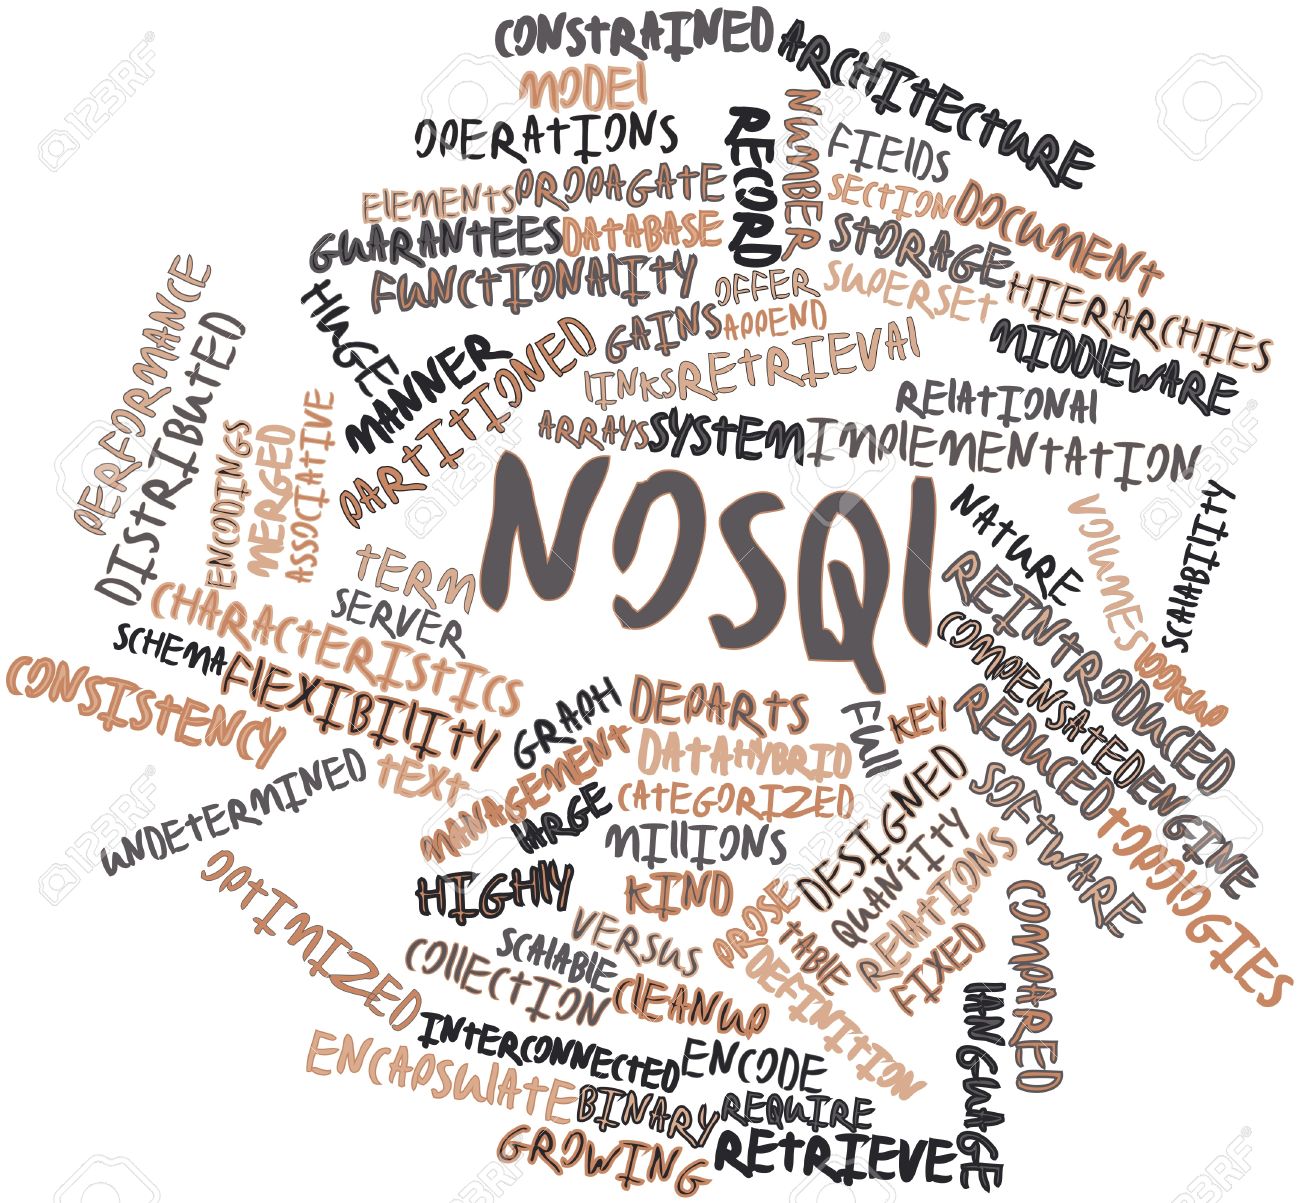 CONSTRAINED
ARCHITECTURE
MODEL
OPERATIONS
RECORD
NUMBER
FIELDS
ELEMENTS
PROPAGATE
SECTION
DOCUMENT
GUARANTEES
DATABASE
STORAGE
FUNCTIONALITY
OFFER
SUPERSET
HIERARCHIES
HUGE
MANNER
PARTITIONED
GAINS
APPEND
MIDDLEWARE
LINKS
RETRIEVAL
RELATIONAL
ARRAYS
SYSTEM
IMPLEMENTATION
PERFORMANCE
DISTRIBUTED
ENCODINGS
MERGED
ASSOCIATIVE
NOSQL
NATURE
VOLUMES
SCALABILITY
TERM
SERVER
CHARACTERISTICS
SCHEMA
FLEXIBILITY
CONSISTENCY
REINTRODUCED
COMPENSATED
LOOKUP
REDUCED
ENGINE
TOPOLOGIES
SOFTWARE
GRAPH
DEPARTS
FULL
KEY
UNDETERMINED
TEXT
MANAGEMENT
DATA
HYBRID
LARGE
CATEGORIZED
DESIGNED
MILLIONS
QUANTITY
RELATIONS
OPTIMIZED
HIGHLY
KIND
PROSE
TABLE
FIXED
COMPARED
VERSUS
SCALABLE
COLLECTION
CLEANUP
DEFINITION
LANGUAGE
INTERCONNECTED
ENCODE
ENCAPSULATE
BINARY
REQUIRE
GROWING
RETRIEVE
123RF